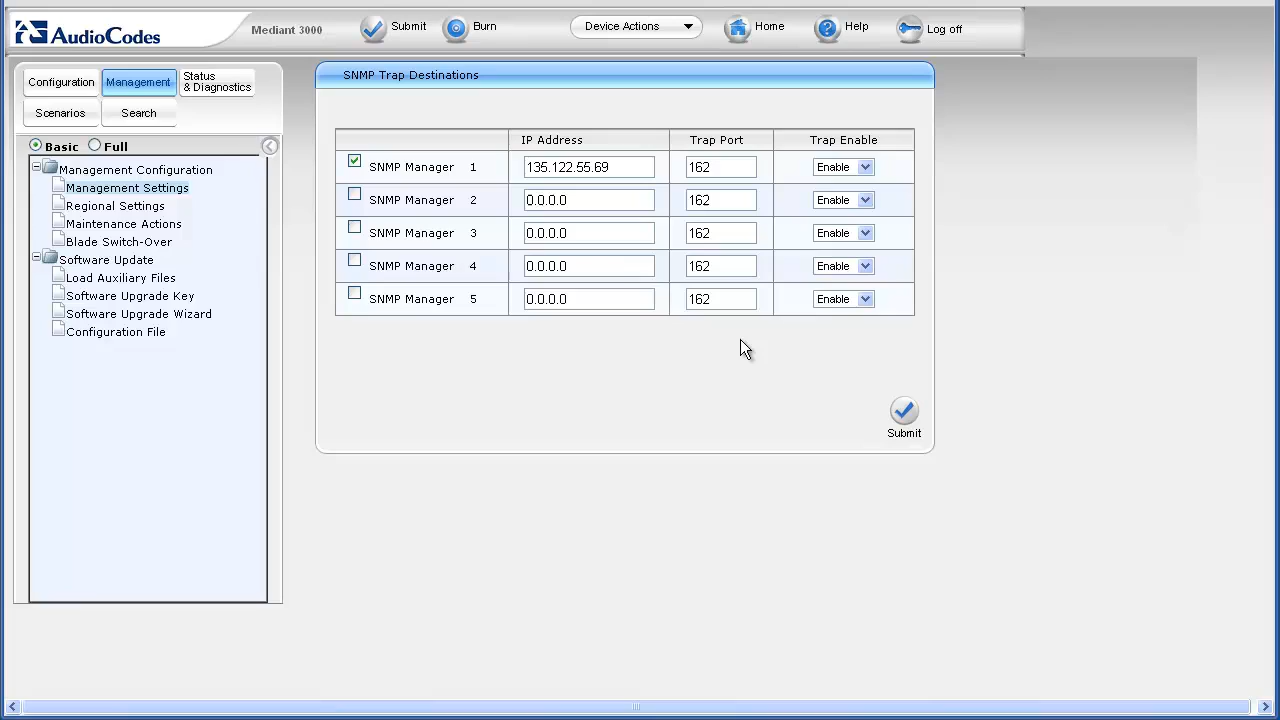 AudioCodes
Mediant 3000
Submit
Burn
Device Actions
Home
Help
Log off
Configuration
Management
Status
& Diagnostics
Scenarios
Search
Basic
Full
Management Configuration
Management Settings
Regional Settings
Maintenance Actions
Blade Switch-Over
Software Update
Load Auxiliary Files
Software Upgrade Key
Software Upgrade Wizard
Configuration File
SNMP Trap Destinations
IP Address Trap Port Trap Enable
SNMP Manager 1 135.122.55.69 162 Enable
SNMP Manager 2 0.0.0.0 162 Enable
SNMP Manager 3 0.0.0.0 162 Enable
SNMP Manager 4 0.0.0.0 162 Enable
SNMP Manager 5 0.0.0.0 162 Enable
Submit